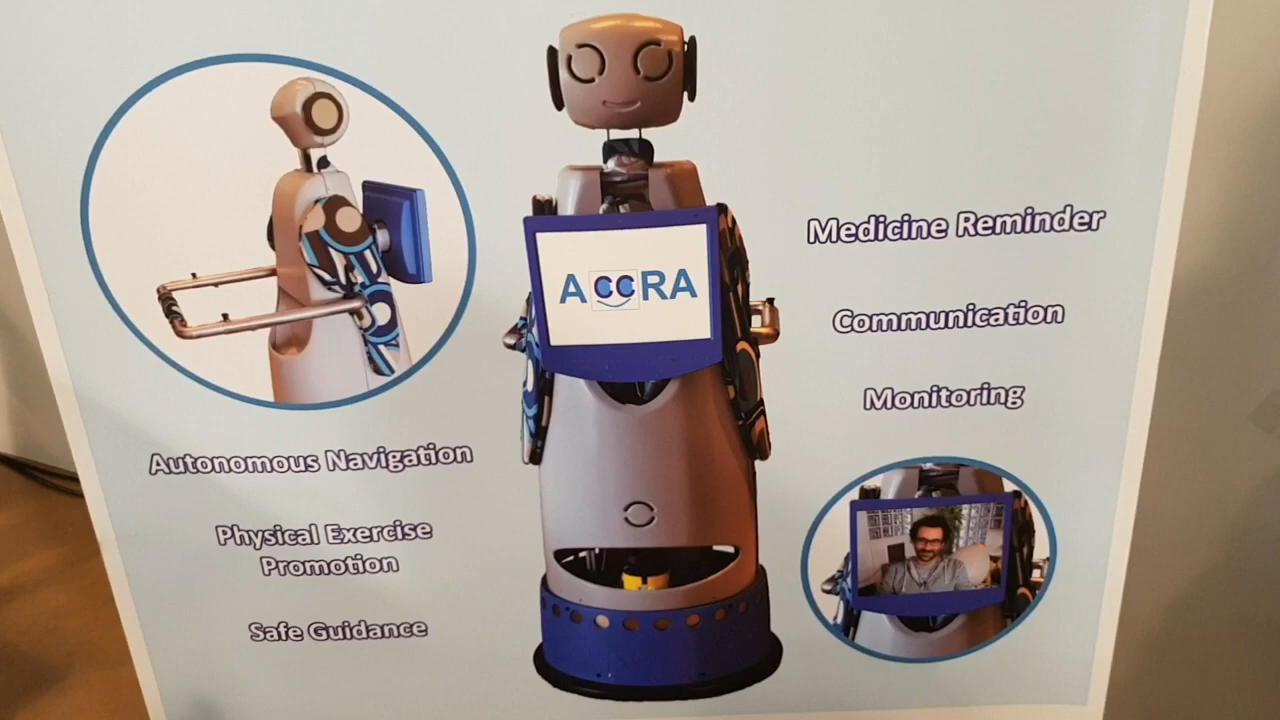 ACCRA
Medicine Reminder
Communication
Monitoring
Autonomous Navigation
Physical Exercise
Promotion
Safe Guidance